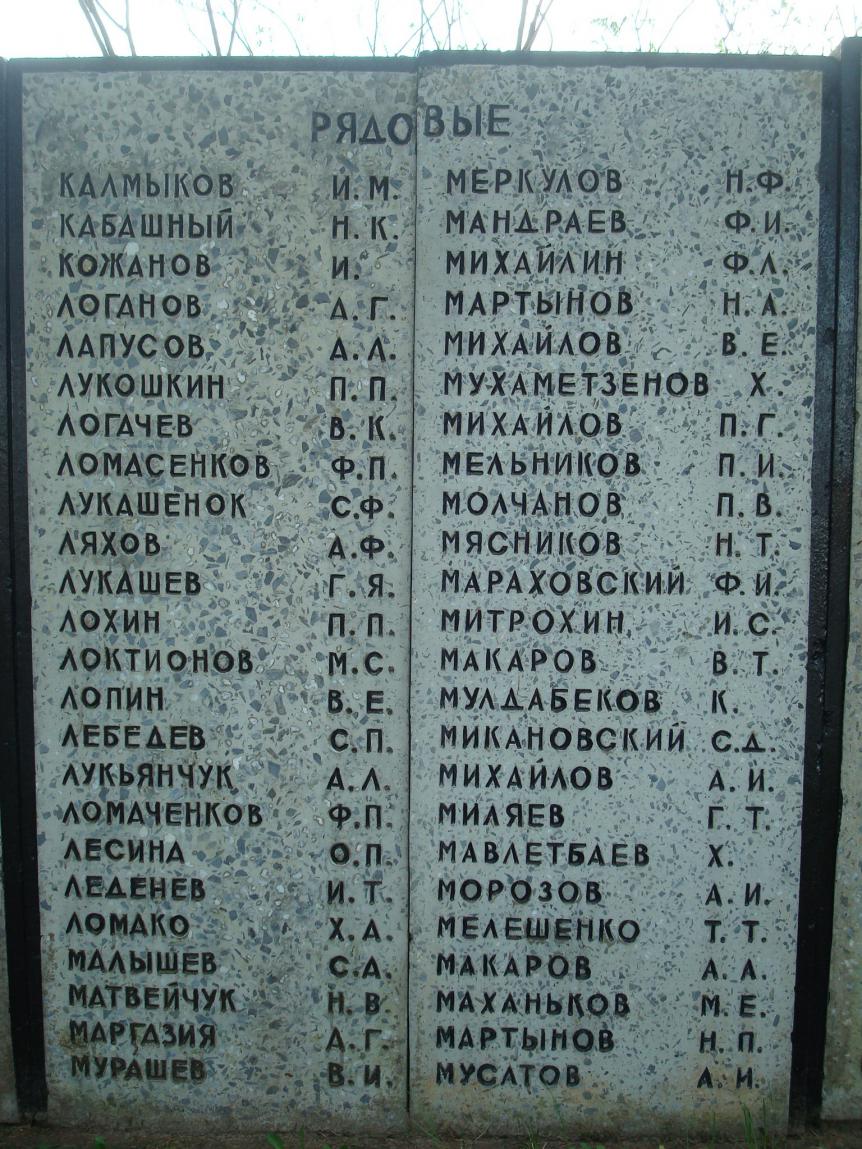 РЯДОВЫЕ
КАЛМЫКОВ И. М.
КАБАШНЫЙ Н. К.
КОЖАНОВ И.
ЛОГАНОВ А. Г.
ЛАПУСОВ А. Л.
ЛУКОШКИН П. П.
ЛОГАЧЕВ В. К.
ЛОМАСЕНКОВ Ф. П.
ЛУКАШЕНОК С. Ф.
ЛЯХОВ А. Ф.
ЛУКАШЕВ Г. Я.
ЛОХИН П. П.
ЛОКТИОНОВ М. С.
ЛОПИН В. Е.
ЛЕБЕДЕВ С. П.
ЛУКЬЯНЧУК А. Л.
ЛОМАЧЕНКОВ Ф. П.
ЛЕСИНА О. П.
ЛЕДЕНЕВ И. Т.
ЛОМАКО Х. А.
МАЛЫШЕВ С. А.
МАТВЕЙЧУК Н. В.
МАРГАЗИЯ А. Г.
МУРАШЕВ В. И.
МЕРКУЛОВ Н. Ф.
МАНДРАЕВ Ф. И.
МИХАЙЛИН Ф. Л.
МАРТЫНОВ Н. А.
МИХАЙЛОВ В. Е.
МУХАМЕТЗЕНОВ Х.
МИХАЙЛОВ П. Г.
МЕЛЬНИКОВ П. И.
МОЛЧАНОВ П. В.
МЯСНИКОВ Н. Т.
МАРАХОВСКИЙ Ф. И.
МИТРОХИН И. С.
МАКАРОВ В. Т.
МУЛДАБЕКОВ К.
МИКАНОВСКИЙ С. Д.
МИХАЙЛОВ А. И.
МИЛЯЕВ Г. Т.
МАВЛЕТБАЕВ Х.
МОРОЗОВ А. И.
МЕЛЕШЕНКО Т. Т.
МАКАРОВ А. А.
МАХАНЬКОВ М. Е.
МАРТЫНОВ Н. П.
МУСАТОВ А. И.